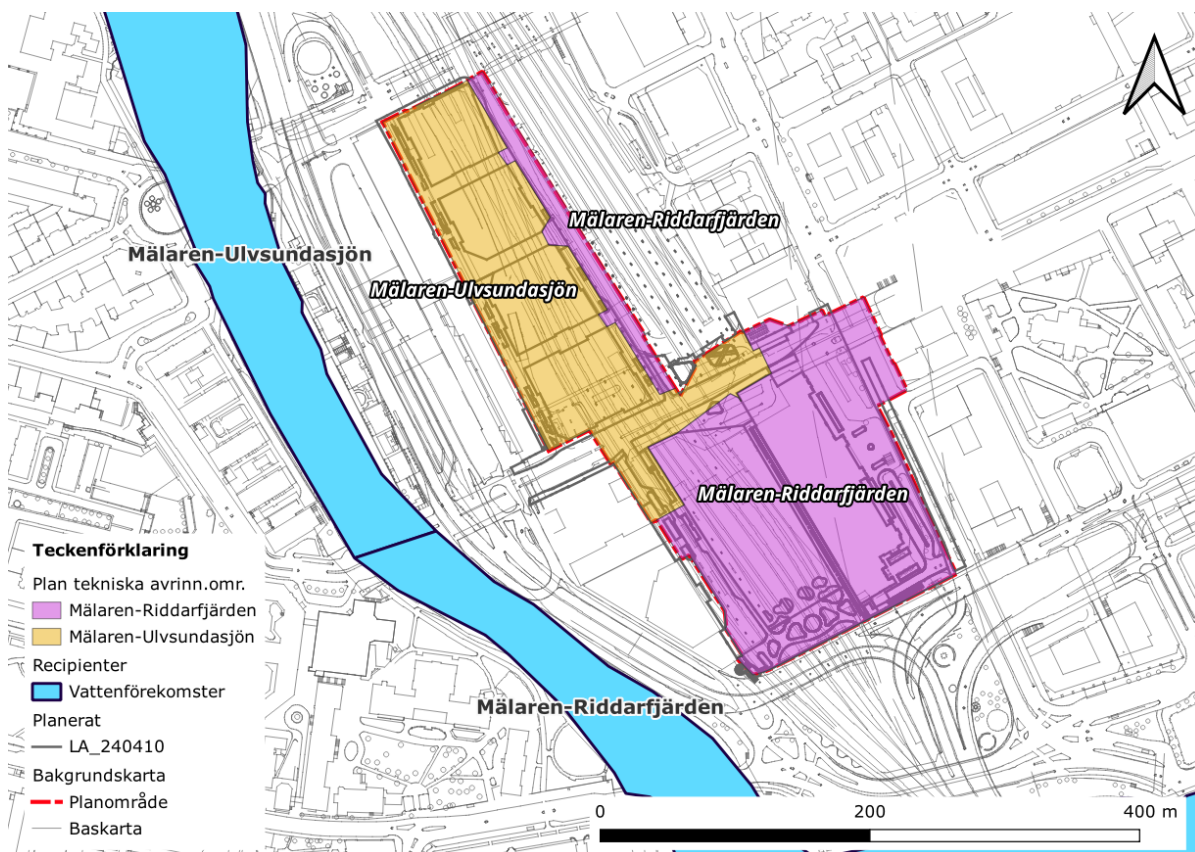 Mälaren-Riddarfjärden
Mälaren-Ulvsundasjön
Mälaren-Ulvsundasjön
Mälaren-Riddarfjärden
Mälaren-Riddarfjärden
Teckenförklaring
Plan tekniska avrinn.omr.
Mälaren-Riddarfjärden
Mälaren-Ulvsundasjön
Recipienter
Vattenförekomster
Planerat
LA_240410
Bakgrundskarta
Planområde
Baskarta
0 200 400 m